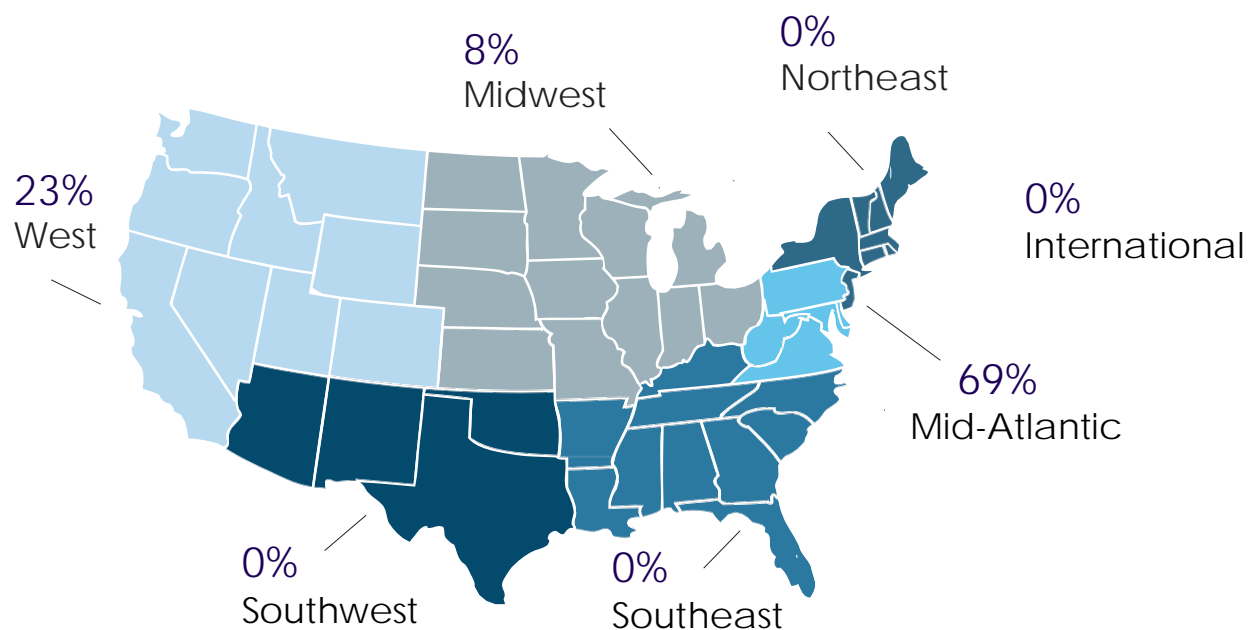 0%
Northeast
8%
Midwest
23%
West
0%
International
69%
Mid-Atlantic
0%
Southwest
0%
Southeast